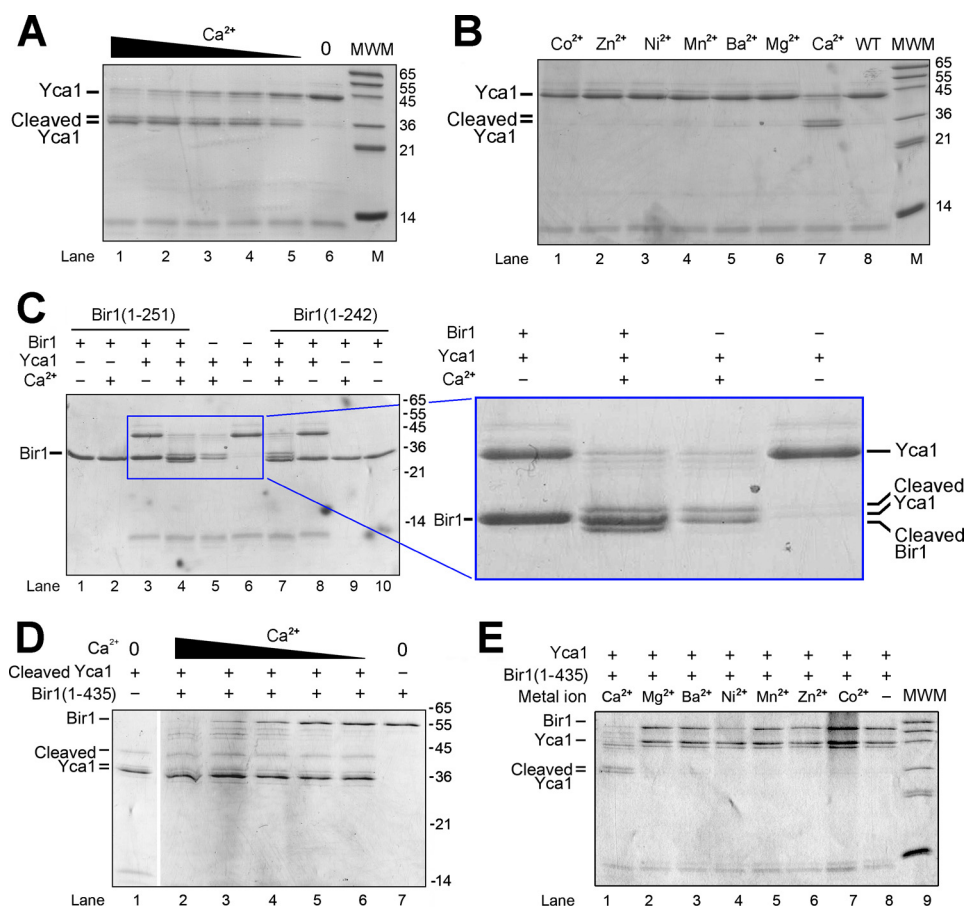 A
Ca²⁺
0
MWM
Yca1
Cleaved
Yca1
65
55
45
36
21
14
Lane 1 2 3 4 5 6 M
B
Co²⁺ Zn²⁺ Ni²⁺ Mn²⁺ Ba²⁺ Mg²⁺ Ca²⁺ WT MWM
Yca1
Cleaved
Yca1
65
55
45
36
21
14
Lane 1 2 3 4 5 6 7 8 M
C
Bir1(1-251) Bir1(1-242)
Bir1 + + + + − − + + + +
Yca1 − − + + + + + + − −
Ca²⁺ − + − + + − + − + −
Bir1
-65
-55
-45
-36
-21
-14
Lane 1 2 3 4 5 6 7 8 9 10
Bir1 + + − −
Yca1 + + + +
Ca²⁺ − + + −
Bir1
Yca1
Cleaved
Yca1
Cleaved
Bir1
D
Ca²⁺ 0 Ca²⁺ 0
Cleaved Yca1 + + + + + + −
Bir1(1-435) − + + + + + +
Bir1
Cleaved
Yca1
-65
-55
-45
-36
-21
-14
Lane 1 2 3 4 5 6 7
E
Yca1 + + + + + + + +
Bir1(1-435) + + + + + + + +
Metal ion Ca²⁺ Mg²⁺ Ba²⁺ Ni²⁺ Mn²⁺ Zn²⁺ Co²⁺ − MWM
Bir1
Yca1
Cleaved
Yca1
Lane 1 2 3 4 5 6 7 8 9